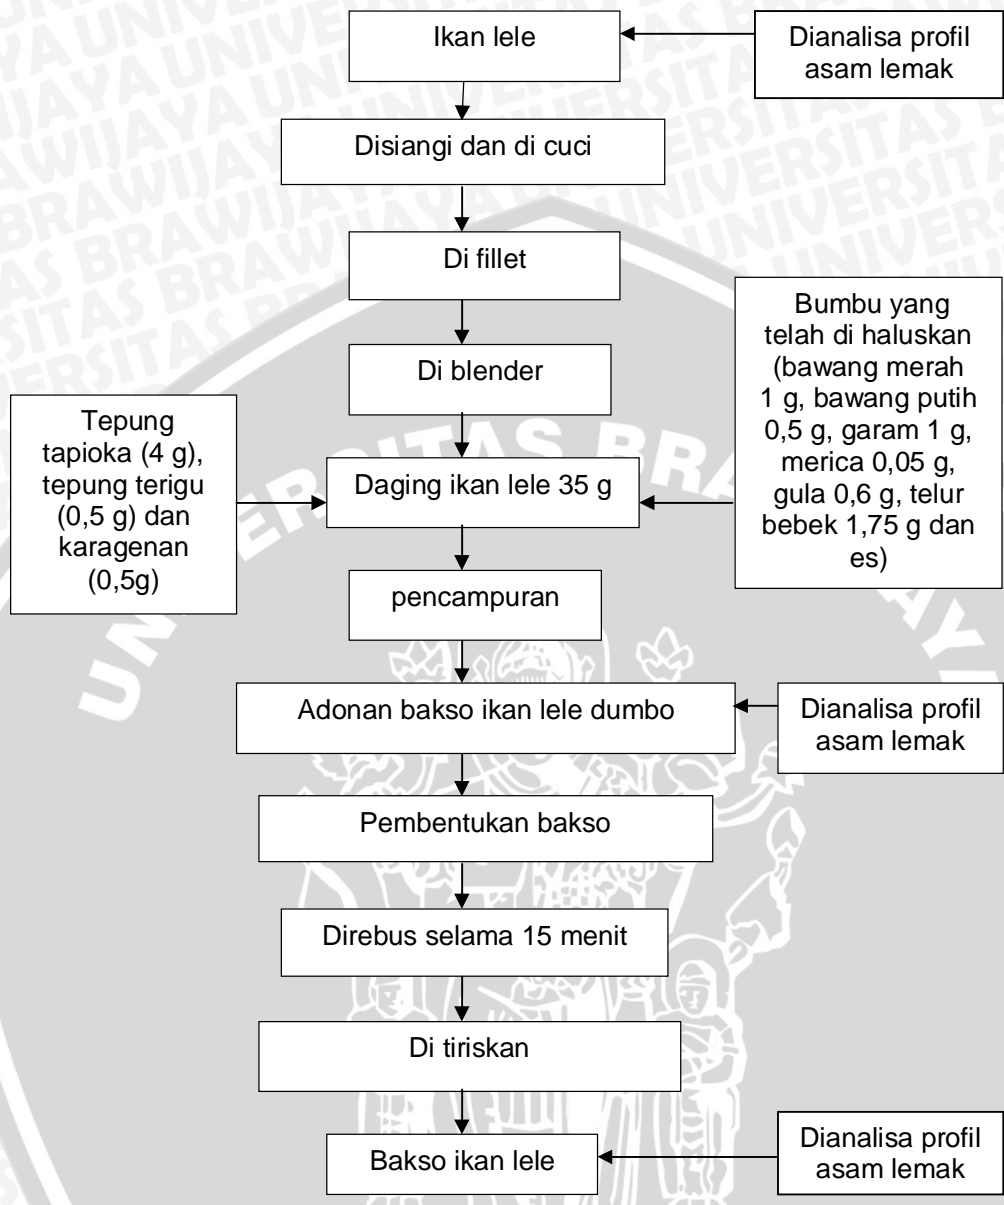 Ikan lele
Dianalisa profil
asam lemak
Disiangi dan di cuci
Di fillet
Di blender
Bumbu yang
telah di haluskan
(bawang merah
1 g, bawang putih
0,5 g, garam 1 g,
merica 0,05 g,
gula 0,6 g, telur
bebek 1,75 g dan
es)
Tepung
tapioka (4 g),
tepung terigu
(0,5 g) dan
karagenan
(0,5g)
Daging ikan lele 35 g
pencampuran
Adonan bakso ikan lele dumbo
Dianalisa profil
asam lemak
Pembentukan bakso
Direbus selama 15 menit
Di tiriskan
Bakso ikan lele
Dianalisa profil
asam lemak